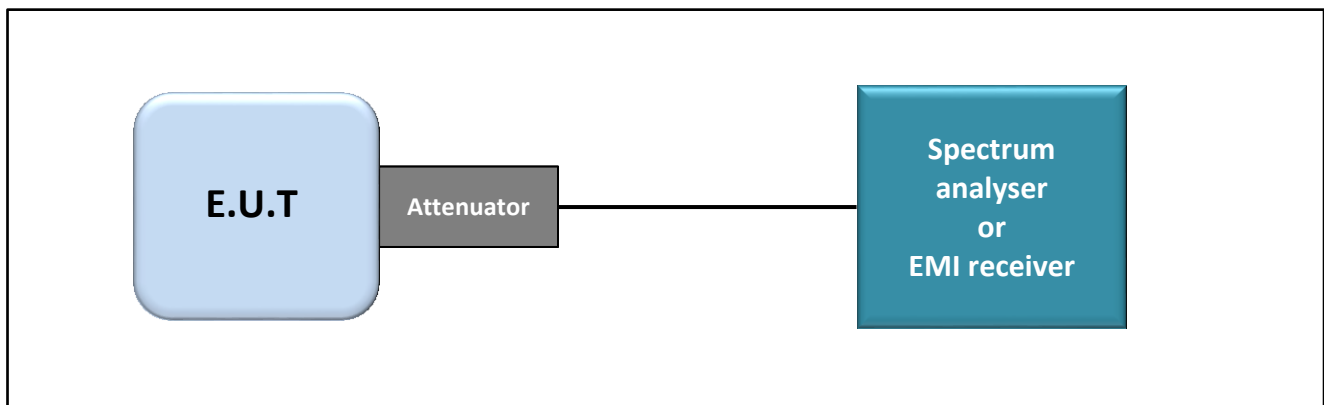 E.U.T
Attenuator
Spectrum
analyser
or
EMI receiver